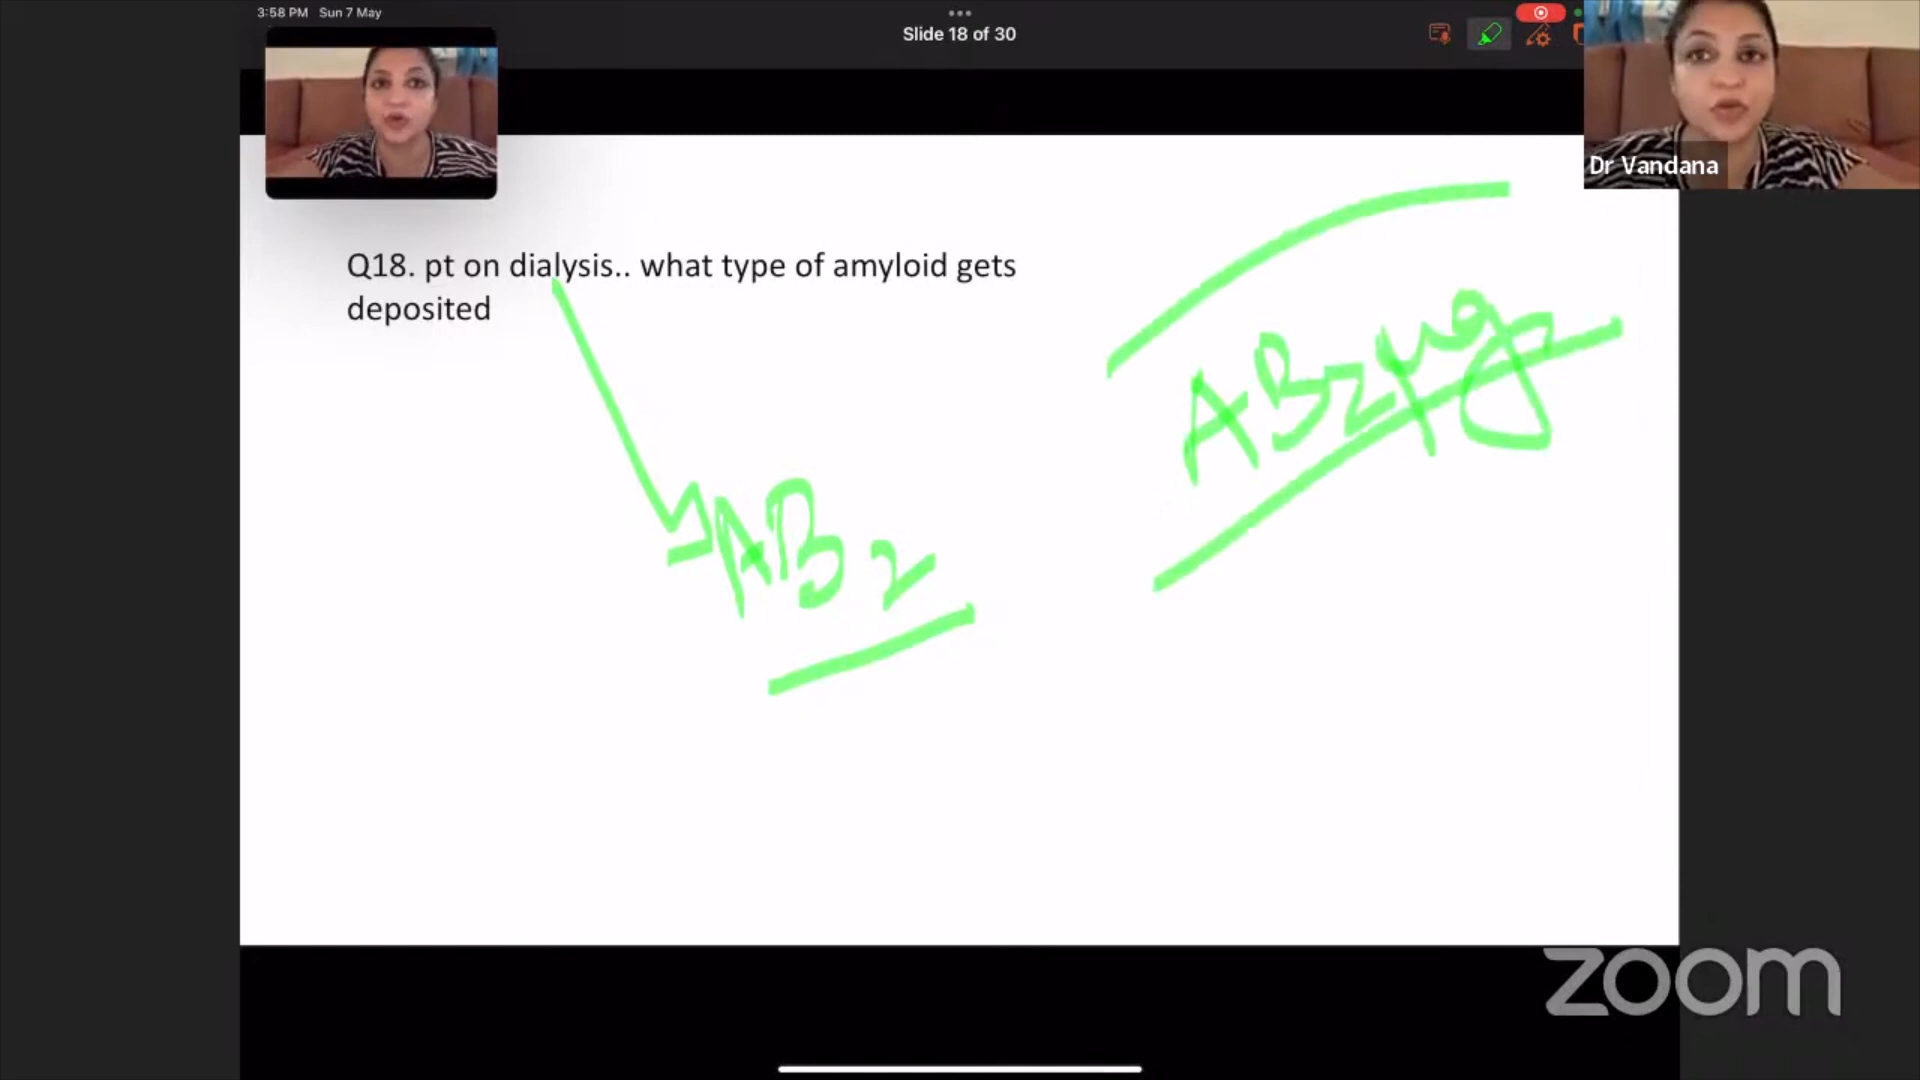 3:58 PM Sun 7 May
Slide 18 of 30
Dr Vandana
Q18. pt on dialysis.. what type of amyloid gets
deposited
AB2μg
AB2
zoom